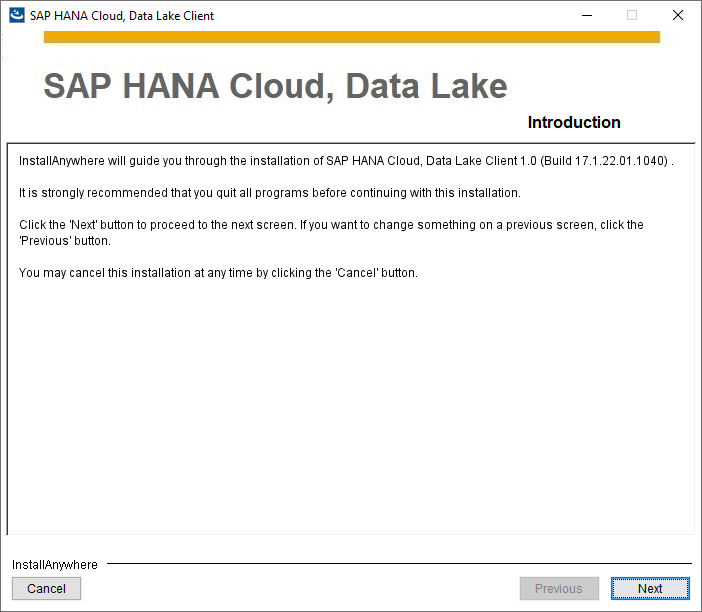 SAP HANA Cloud, Data Lake Client
SAP HANA Cloud, Data Lake
Introduction
InstallAnywhere will guide you through the installation of SAP HANA Cloud, Data Lake Client 1.0 (Build 17.1.22.01.1040) .
It is strongly recommended that you quit all programs before continuing with this installation.
Click the 'Next' button to proceed to the next screen. If you want to change something on a previous screen, click the
'Previous' button.
You may cancel this installation at any time by clicking the 'Cancel' button.
InstallAnywhere
Cancel
Previous
Next